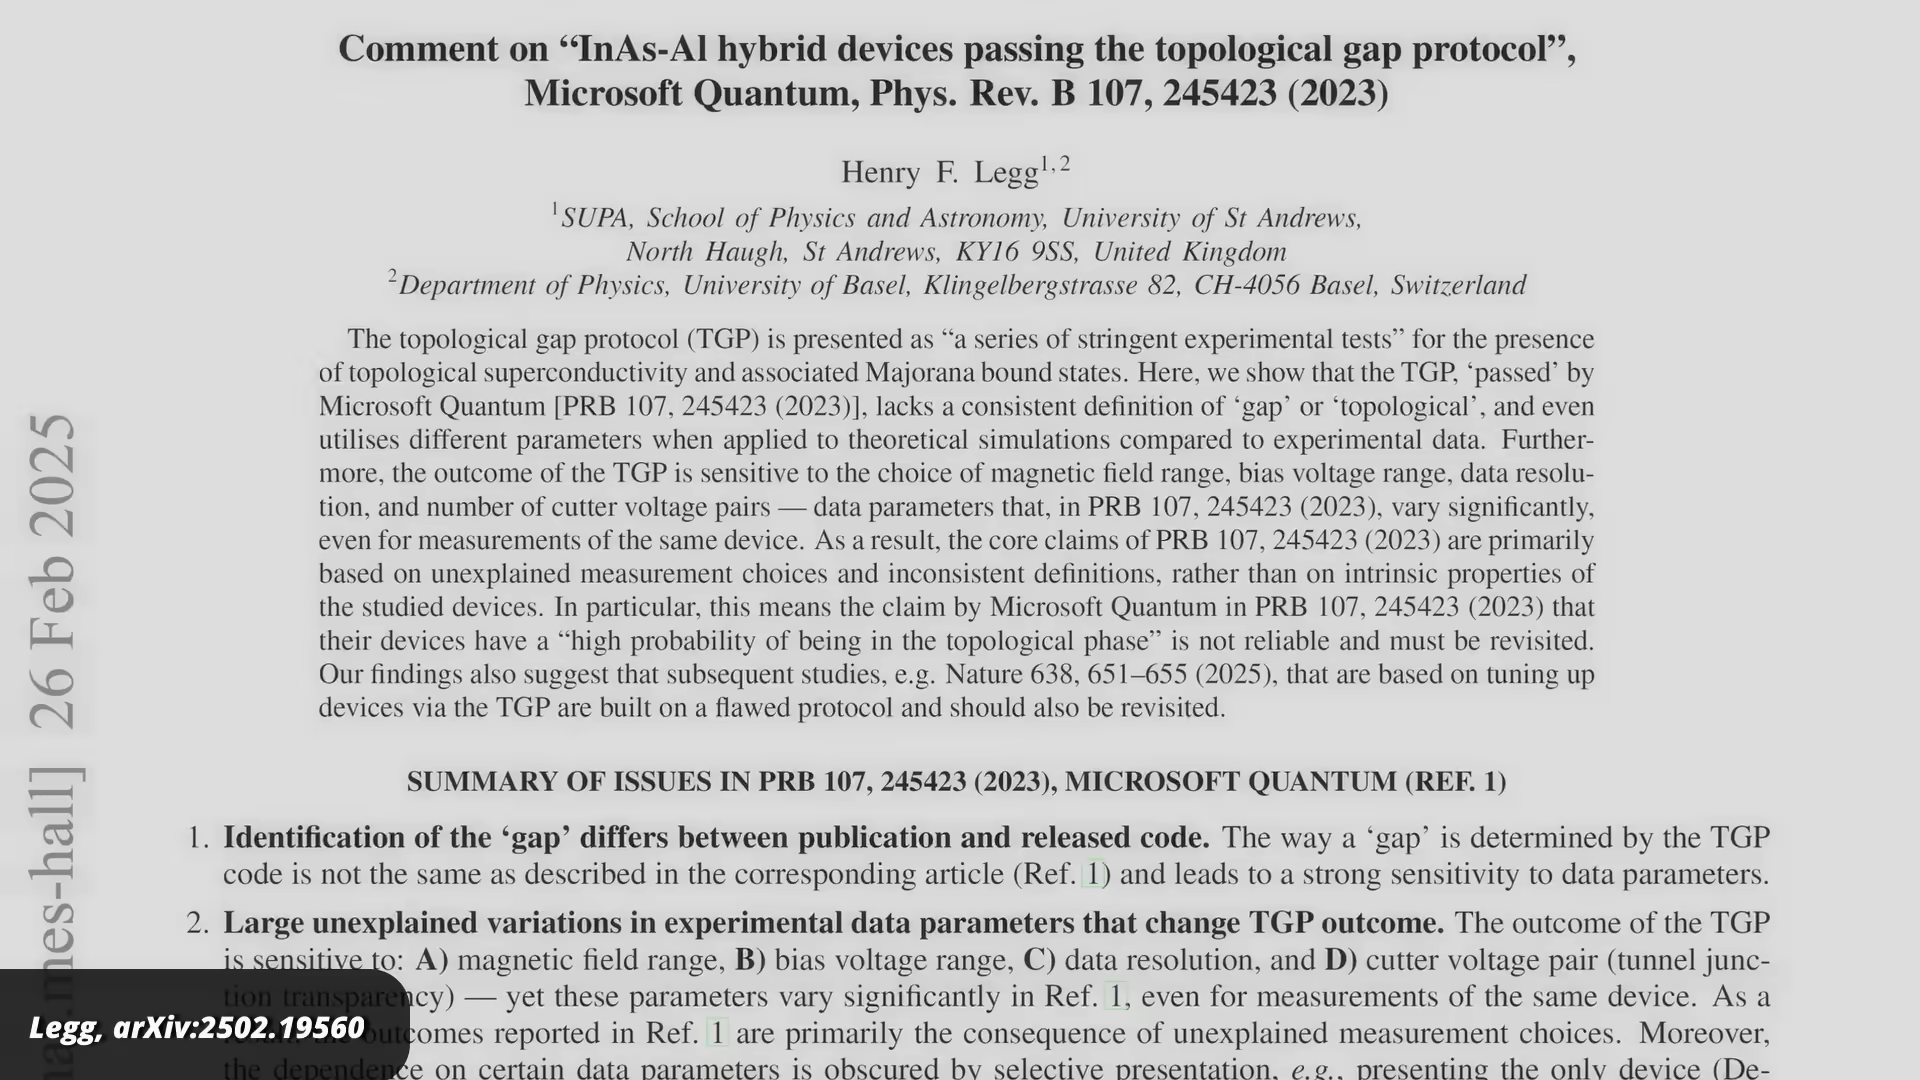 Comment on “InAs-Al hybrid devices passing the topological gap protocol”,
Microsoft Quantum, Phys. Rev. B 107, 245423 (2023)
Henry F. Legg1,2
1SUPA, School of Physics and Astronomy, University of St Andrews,
North Haugh, St Andrews, KY16 9SS, United Kingdom
2Department of Physics, University of Basel, Klingelbergstrasse 82, CH-4056 Basel, Switzerland
The topological gap protocol (TGP) is presented as “a series of stringent experimental tests” for the presence
of topological superconductivity and associated Majorana bound states. Here, we show that the TGP, ‘passed’ by
Microsoft Quantum [PRB 107, 245423 (2023)], lacks a consistent definition of ‘gap’ or ‘topological’, and even
utilises different parameters when applied to theoretical simulations compared to experimental data. Further-
more, the outcome of the TGP is sensitive to the choice of magnetic field range, bias voltage range, data resolu-
tion, and number of cutter voltage pairs — data parameters that, in PRB 107, 245423 (2023), vary significantly,
even for measurements of the same device. As a result, the core claims of PRB 107, 245423 (2023) are primarily
based on unexplained measurement choices and inconsistent definitions, rather than on intrinsic properties of
the studied devices. In particular, this means the claim by Microsoft Quantum in PRB 107, 245423 (2023) that
their devices have a “high probability of being in the topological phase” is not reliable and must be revisited.
Our findings also suggest that subsequent studies, e.g. Nature 638, 651–655 (2025), that are based on tuning up
devices via the TGP are built on a flawed protocol and should also be revisited.
SUMMARY OF ISSUES IN PRB 107, 245423 (2023), MICROSOFT QUANTUM (REF. 1)
1. Identification of the ‘gap’ differs between publication and released code. The way a ‘gap’ is determined by the TGP
code is not the same as described in the corresponding article (Ref. 1) and leads to a strong sensitivity to data parameters.
2. Large unexplained variations in experimental data parameters that change TGP outcome. The outcome of the TGP
is sensitive to: A) magnetic field range, B) bias voltage range, C) data resolution, and D) cutter voltage pair (tunnel junc-
tion transparency) — yet these parameters vary significantly in Ref. 1, even for measurements of the same device. As a
outcomes reported in Ref. 1 are primarily the consequence of unexplained measurement choices. Moreover,
the dependence on certain data parameters is obscured by selective presentation, e.g., presenting the only device (De-
mes-hall] 26 Feb 2025
Legg, arXiv:2502.19560